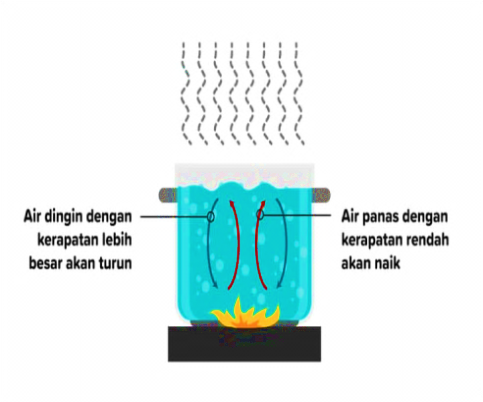 Air dingin dengan
kerapatan lebih
besar akan turun
Air panas dengan
kerapatan rendah
akan naik